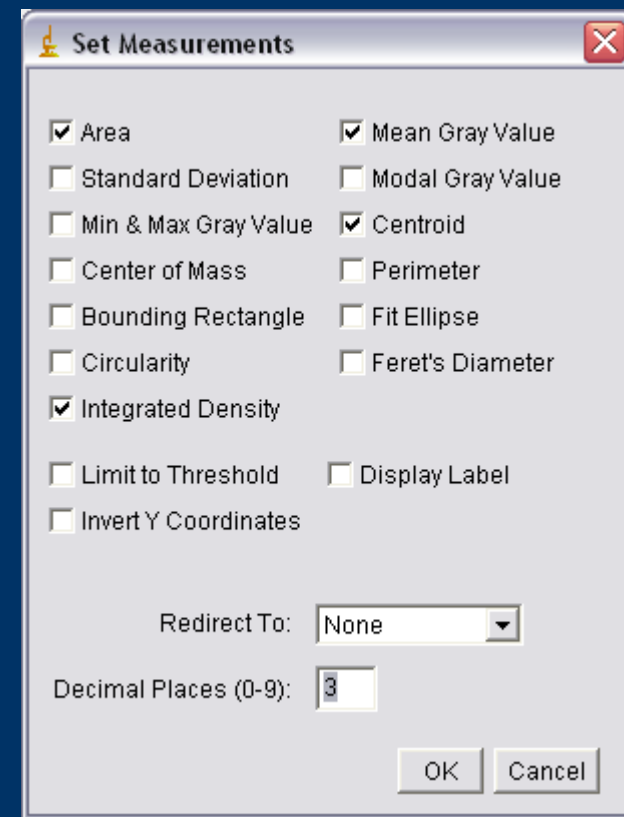 Set Measurements
Area Mean Gray Value
Standard Deviation Modal Gray Value
Min & Max Gray Value Centroid
Center of Mass Perimeter
Bounding Rectangle Fit Ellipse
Circularity Feret's Diameter
Integrated Density
Limit to Threshold Display Label
Invert Y Coordinates
Redirect To: None
Decimal Places (0-9): 3
OK Cancel